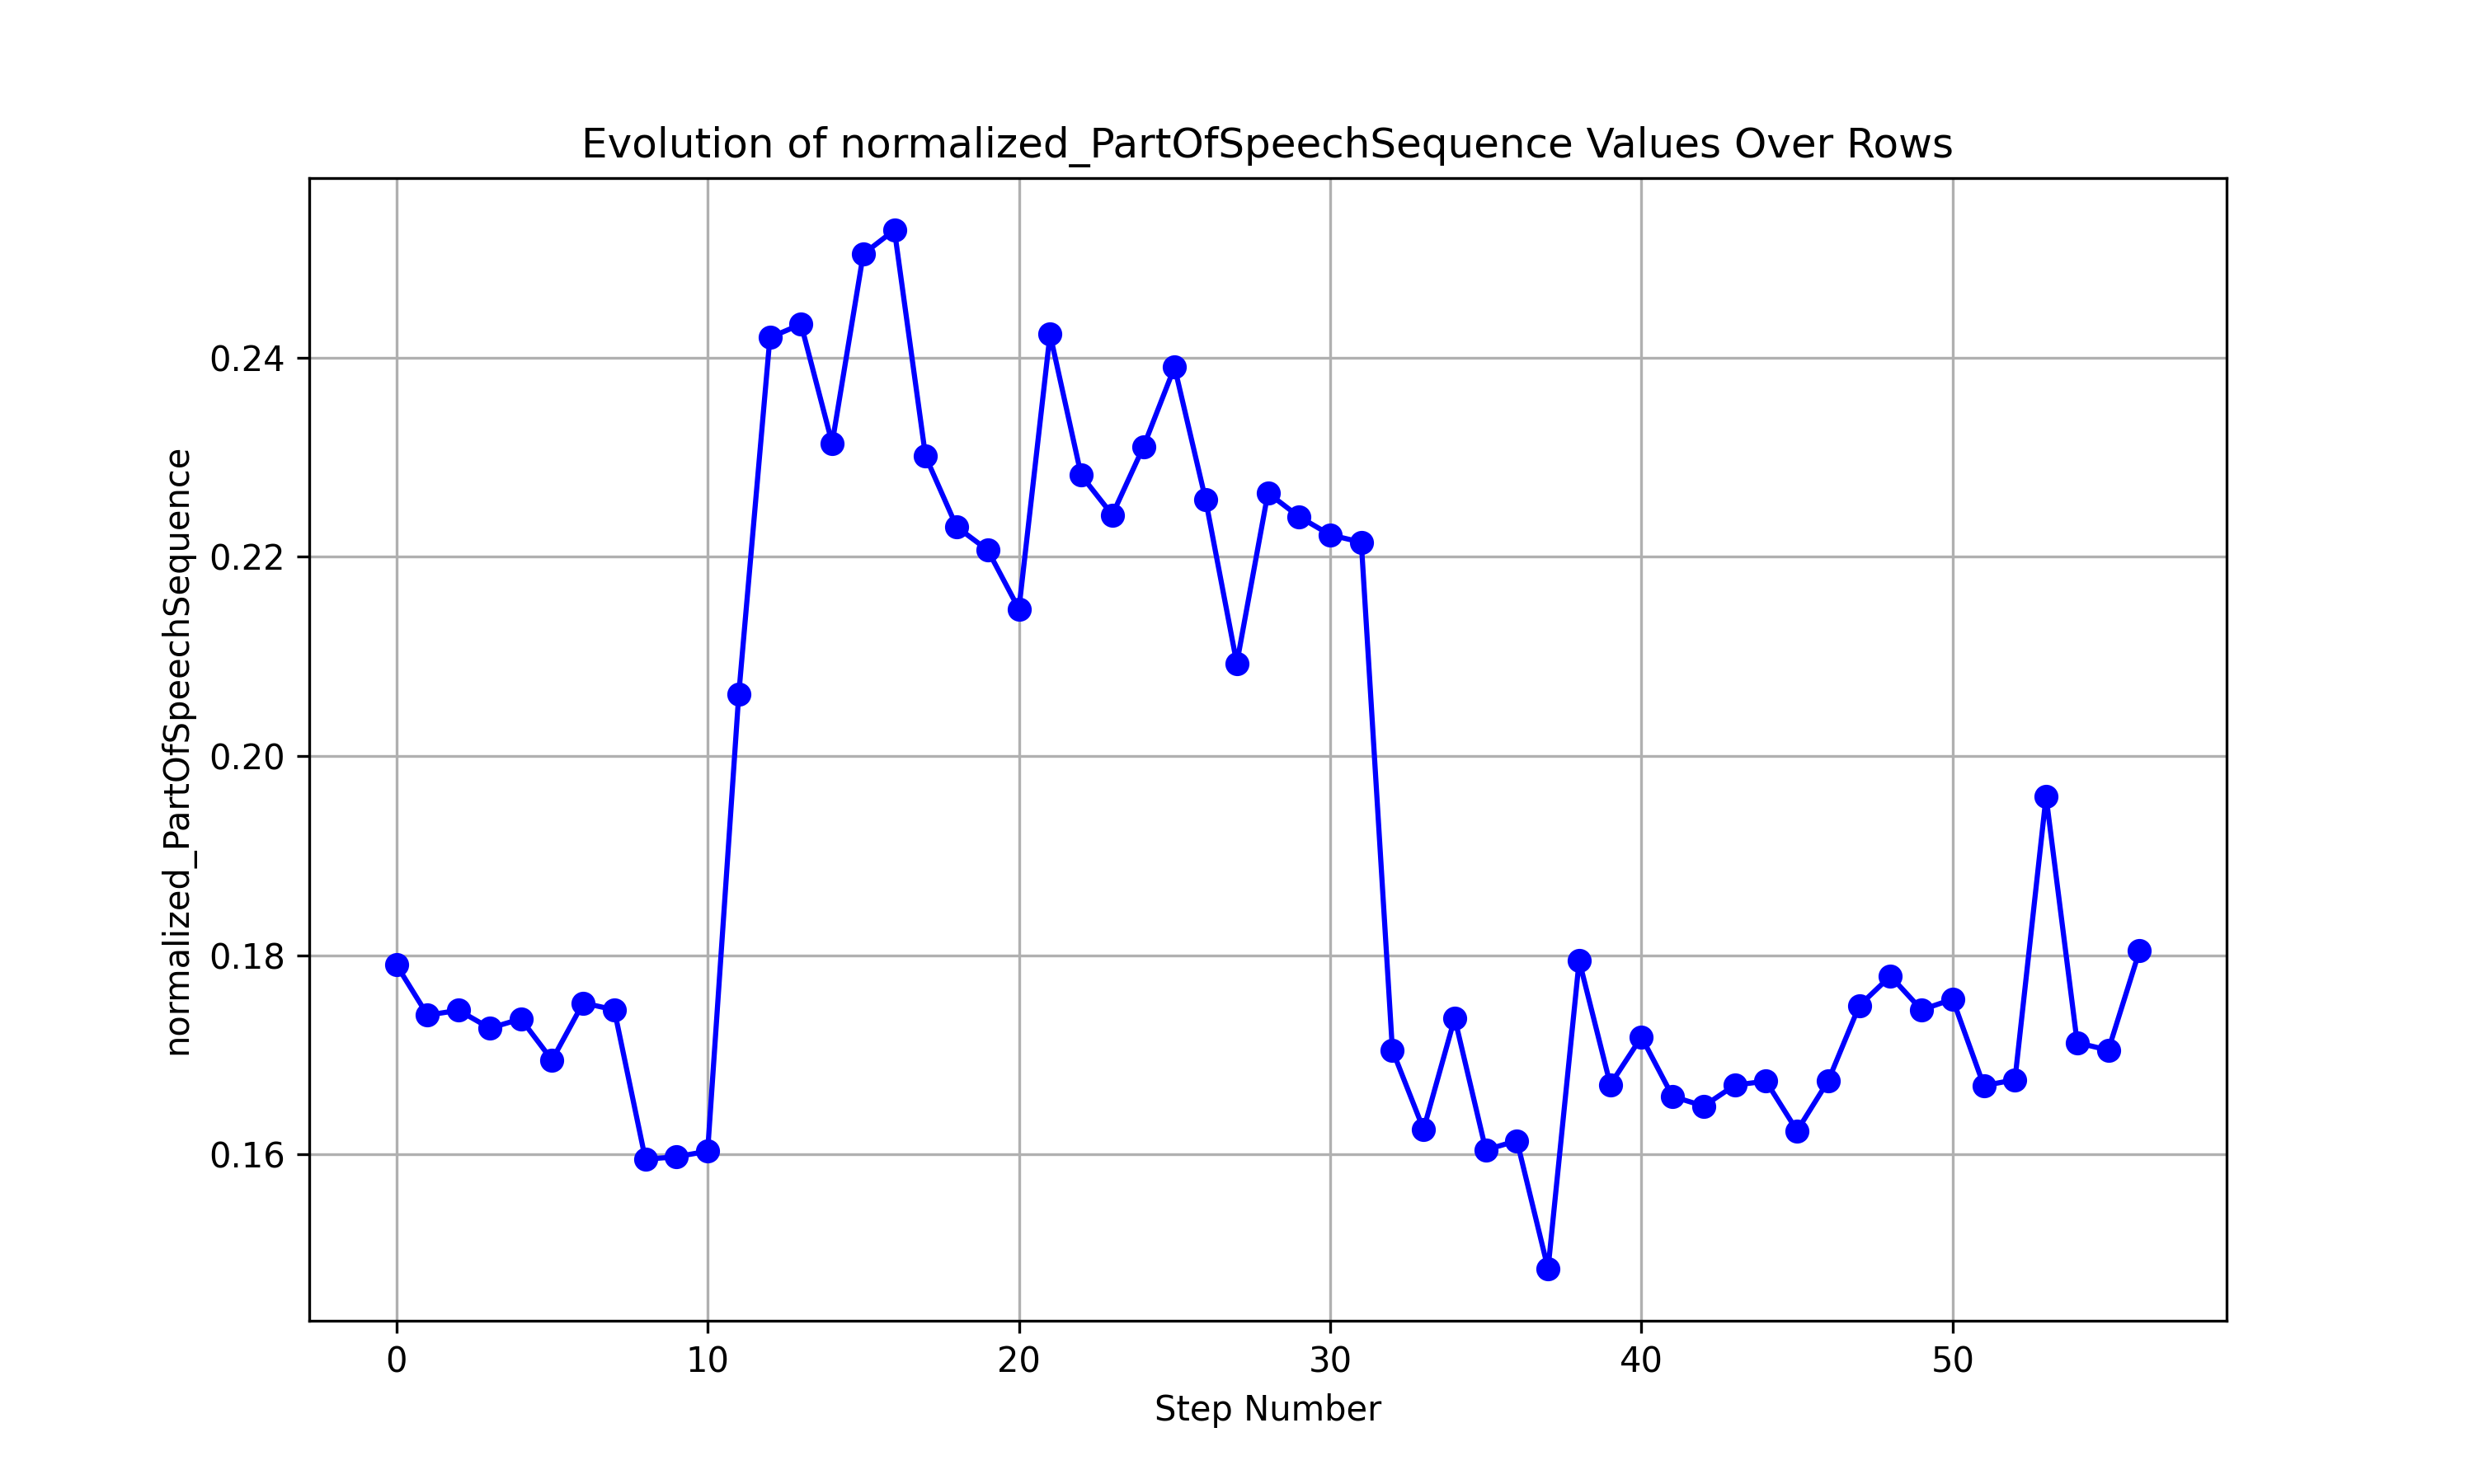 Evolution of normalized_PartOfSpeechSequence Values Over Rows
normalized_PartOfSpeechSequence
0.24
0.22
0.20
0.18
0.16
0 10 20 30 40 50
Step Number